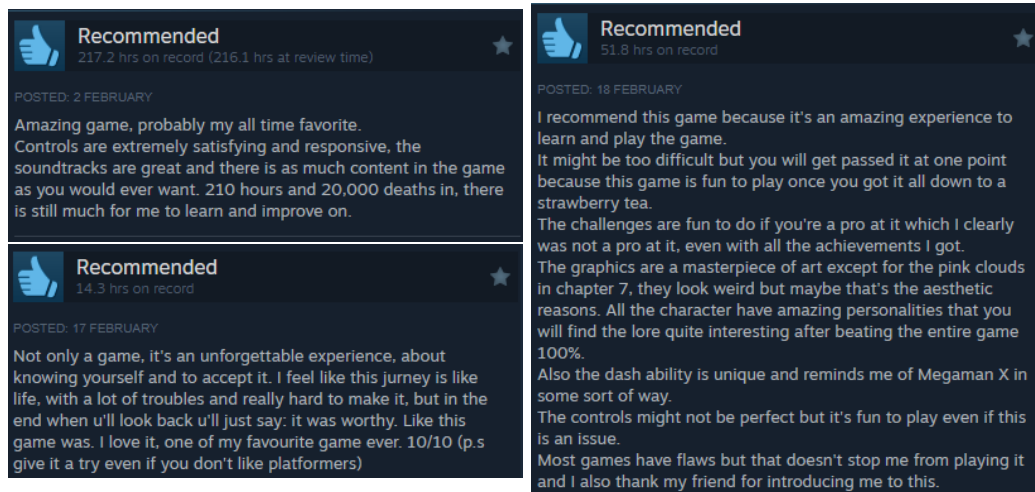 Recommended
217.2 hrs on record (216.1 hrs at review time)
POSTED: 2 FEBRUARY
Amazing game, probably my all time favorite.
Controls are extremely satisfying and responsive, the
soundtracks are great and there is as much content in the game
as you would ever want. 210 hours and 20,000 deaths in, there
is still much for me to learn and improve on.
Recommended
14.3 hrs on record
POSTED: 17 FEBRUARY
Not only a game, it's an unforgettable experience, about
knowing yourself and to accept it. I feel like this jurney is like
life, with a lot of troubles and really hard to make it, but in the
end when u'll look back u'll just say: it was worthy. Like this
game was. I love it, one of my favourite game ever. 10/10 (p.s
give it a try even if you don't like platformers)
Recommended
51.8 hrs on record
POSTED: 18 FEBRUARY
I recommend this game because it's an amazing experience to
learn and play the game.
It might be too difficult but you will get passed it at one point
because this game is fun to play once you got it all down to a
strawberry tea.
The challenges are fun to do if you're a pro at it which I clearly
was not a pro at it, even with all the achievements I got.
The graphics are a masterpiece of art except for the pink clouds
in chapter 7, they look weird but maybe that's the aesthetic
reasons. All the character have amazing personalities that you
will find the lore quite interesting after beating the entire game
100%.
Also the dash ability is unique and reminds me of Megaman X in
some sort of way.
The controls might not be perfect but it's fun to play even if this
is an issue.
Most games have flaws but that doesn't stop me from playing it
and I also thank my friend for introducing me to this.